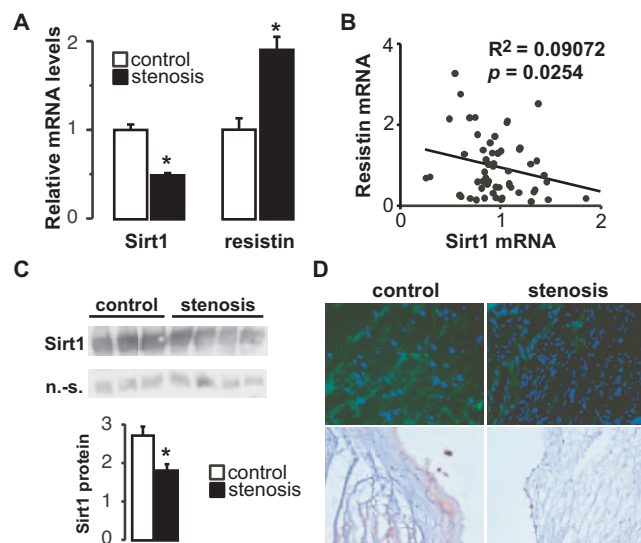 A
Relative mRNA levels
2
1
0
control
stenosis
*
*
Sirt1
resistin
B
R² = 0.09072
p = 0.0254
Resistin mRNA
4
2
0
0
1
2
Sirt1 mRNA
C
control
stenosis
Sirt1
n.-s.
Sirt1 protein
3
2
1
0
*
control
stenosis
D
control
stenosis